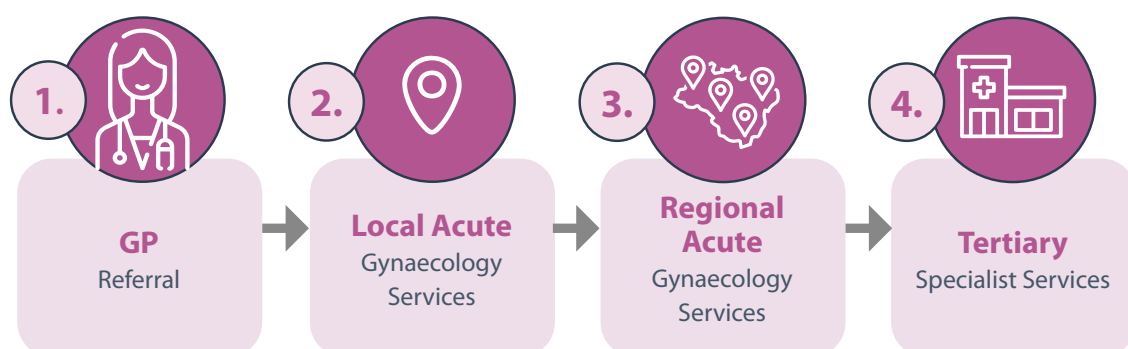 1.
GP
Referral
2.
Local Acute
Gynaecology
Services
3.
Regional
Acute
Gynaecology
Services
4.
Tertiary
Specialist Services